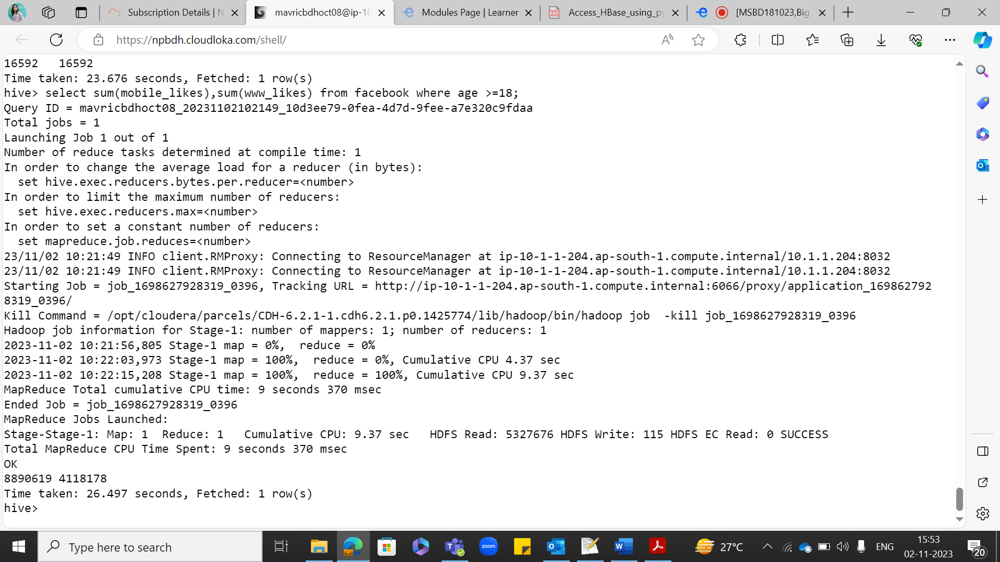 Subscription Details | N
mavricbdhoct08@ip-10
Modules Page | Learner
Access_HBase_using_py
[MSBD181023,Big
https://npbdh.cloudloka.com/shell/
16592   16592
Time taken: 23.676 seconds, Fetched: 1 row(s)
hive> select sum(mobile_likes),sum(www_likes) from facebook where age >=18;
Query ID = mavricbdhoct08_20231102102149_10d3ee79-0fea-4d7d-9fee-a7e320c9fdaa
Total jobs = 1
Launching Job 1 out of 1
Number of reduce tasks determined at compile time: 1
In order to change the average load for a reducer (in bytes):
  set hive.exec.reducers.bytes.per.reducer=<number>
In order to limit the maximum number of reducers:
  set hive.exec.reducers.max=<number>
In order to set a constant number of reducers:
  set mapreduce.job.reduces=<number>
23/11/02 10:21:49 INFO client.RMProxy: Connecting to ResourceManager at ip-10-1-1-204.ap-south-1.compute.internal/10.1.1.204:8032
23/11/02 10:21:49 INFO client.RMProxy: Connecting to ResourceManager at ip-10-1-1-204.ap-south-1.compute.internal/10.1.1.204:8032
Starting Job = job_1698627928319_0396, Tracking URL = http://ip-10-1-1-204.ap-south-1.compute.internal:6066/proxy/application_169862792
8319_0396/
Kill Command = /opt/cloudera/parcels/CDH-6.2.1-1.cdh6.2.1.p0.1425774/lib/hadoop/bin/hadoop job  -kill job_1698627928319_0396
Hadoop job information for Stage-1: number of mappers: 1; number of reducers: 1
2023-11-02 10:21:56,805 Stage-1 map = 0%,  reduce = 0%
2023-11-02 10:22:03,973 Stage-1 map = 100%,  reduce = 0%, Cumulative CPU 4.37 sec
2023-11-02 10:22:15,208 Stage-1 map = 100%,  reduce = 100%, Cumulative CPU 9.37 sec
MapReduce Total cumulative CPU time: 9 seconds 370 msec
Ended Job = job_1698627928319_0396
MapReduce Jobs Launched:
Stage-Stage-1: Map: 1  Reduce: 1   Cumulative CPU: 9.37 sec   HDFS Read: 5327676 HDFS Write: 115 HDFS EC Read: 0 SUCCESS
Total MapReduce CPU Time Spent: 9 seconds 370 msec
OK
8890619 4118178
Time taken: 26.497 seconds, Fetched: 1 row(s)
hive>
Type here to search
zoom
27°C
ENG
15:53
02-11-2023
20